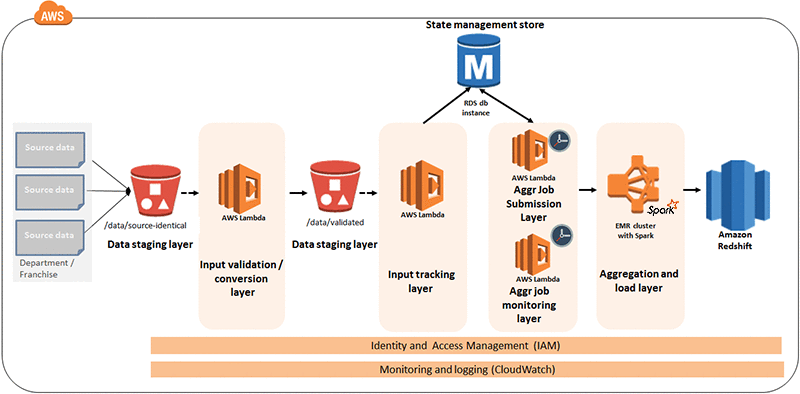 AWS
State management store
M
RDS db
instance
Source data
Source data
Source data
Department /
Franchise
/data/source-identical
Data staging layer
AWS Lambda
Input validation /
conversion
layer
/data/validated
Data staging layer
AWS Lambda
Input tracking
layer
AWS Lambda
Aggr Job
Submission
Layer
AWS Lambda
Aggr job
monitoring
layer
Spark
EMR cluster
with Spark
Aggregation and
load layer
Amazon
Redshift
Identity and Access Management (IAM)
Monitoring and logging (CloudWatch)